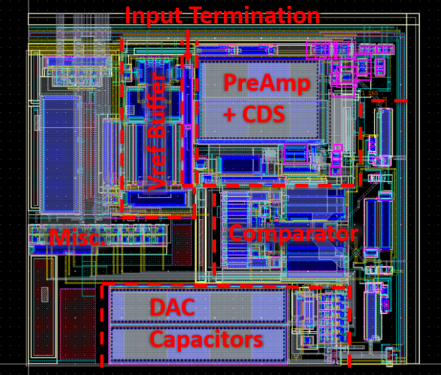 Input Termination
PreAmp
+ CDS
Vref Buffer
Misc.
Comparator
DAC
Capacitors